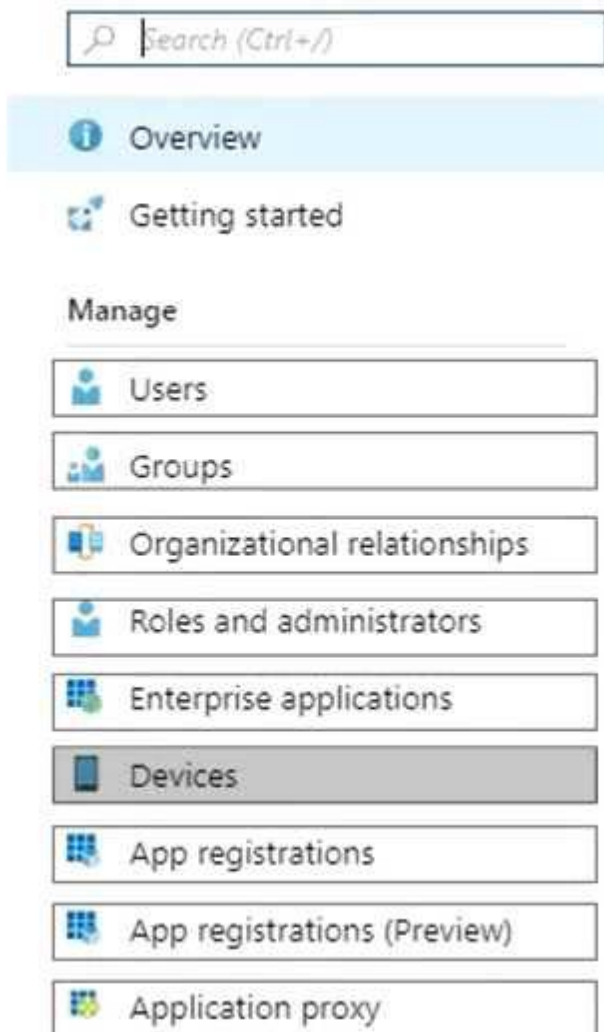 Search (Ctrl+/)
Overview
Getting started
Manage
Users
Groups
Organizational relationships
Roles and administrators
Enterprise applications
Devices
App registrations
App registrations (Preview)
Application proxy